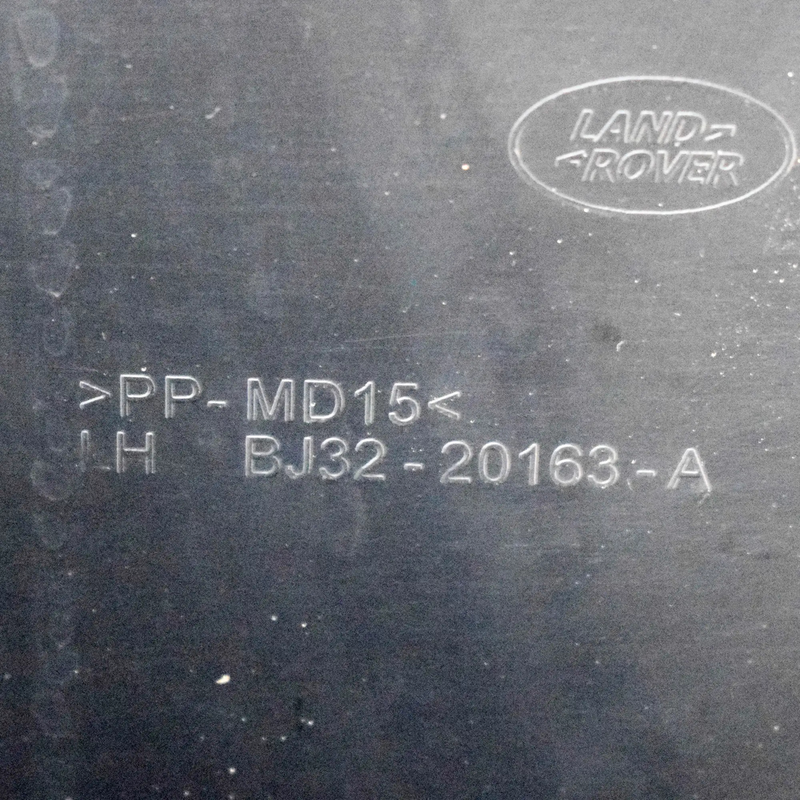 LAND
ROVER
>PP-MD15<
LH BJ32-20163-A